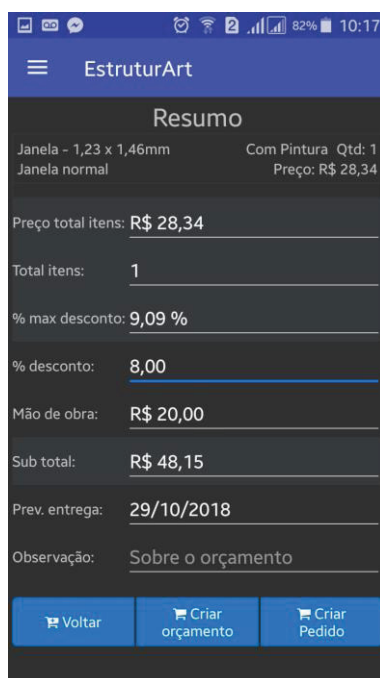 82% 10:17
EstruturArt
Resumo
Janela - 1,23 x 1,46mm Com Pintura Qtd: 1
Janela normal Preço: R$ 28,34
Preço total itens: R$ 28,34
Total itens: 1
% max desconto: 9,09 %
% desconto: 8,00
Mão de obra: R$ 20,00
Sub total: R$ 48,15
Prev. entrega: 29/10/2018
Observação: Sobre o orçamento
Voltar
Criar
orçamento
Criar
Pedido